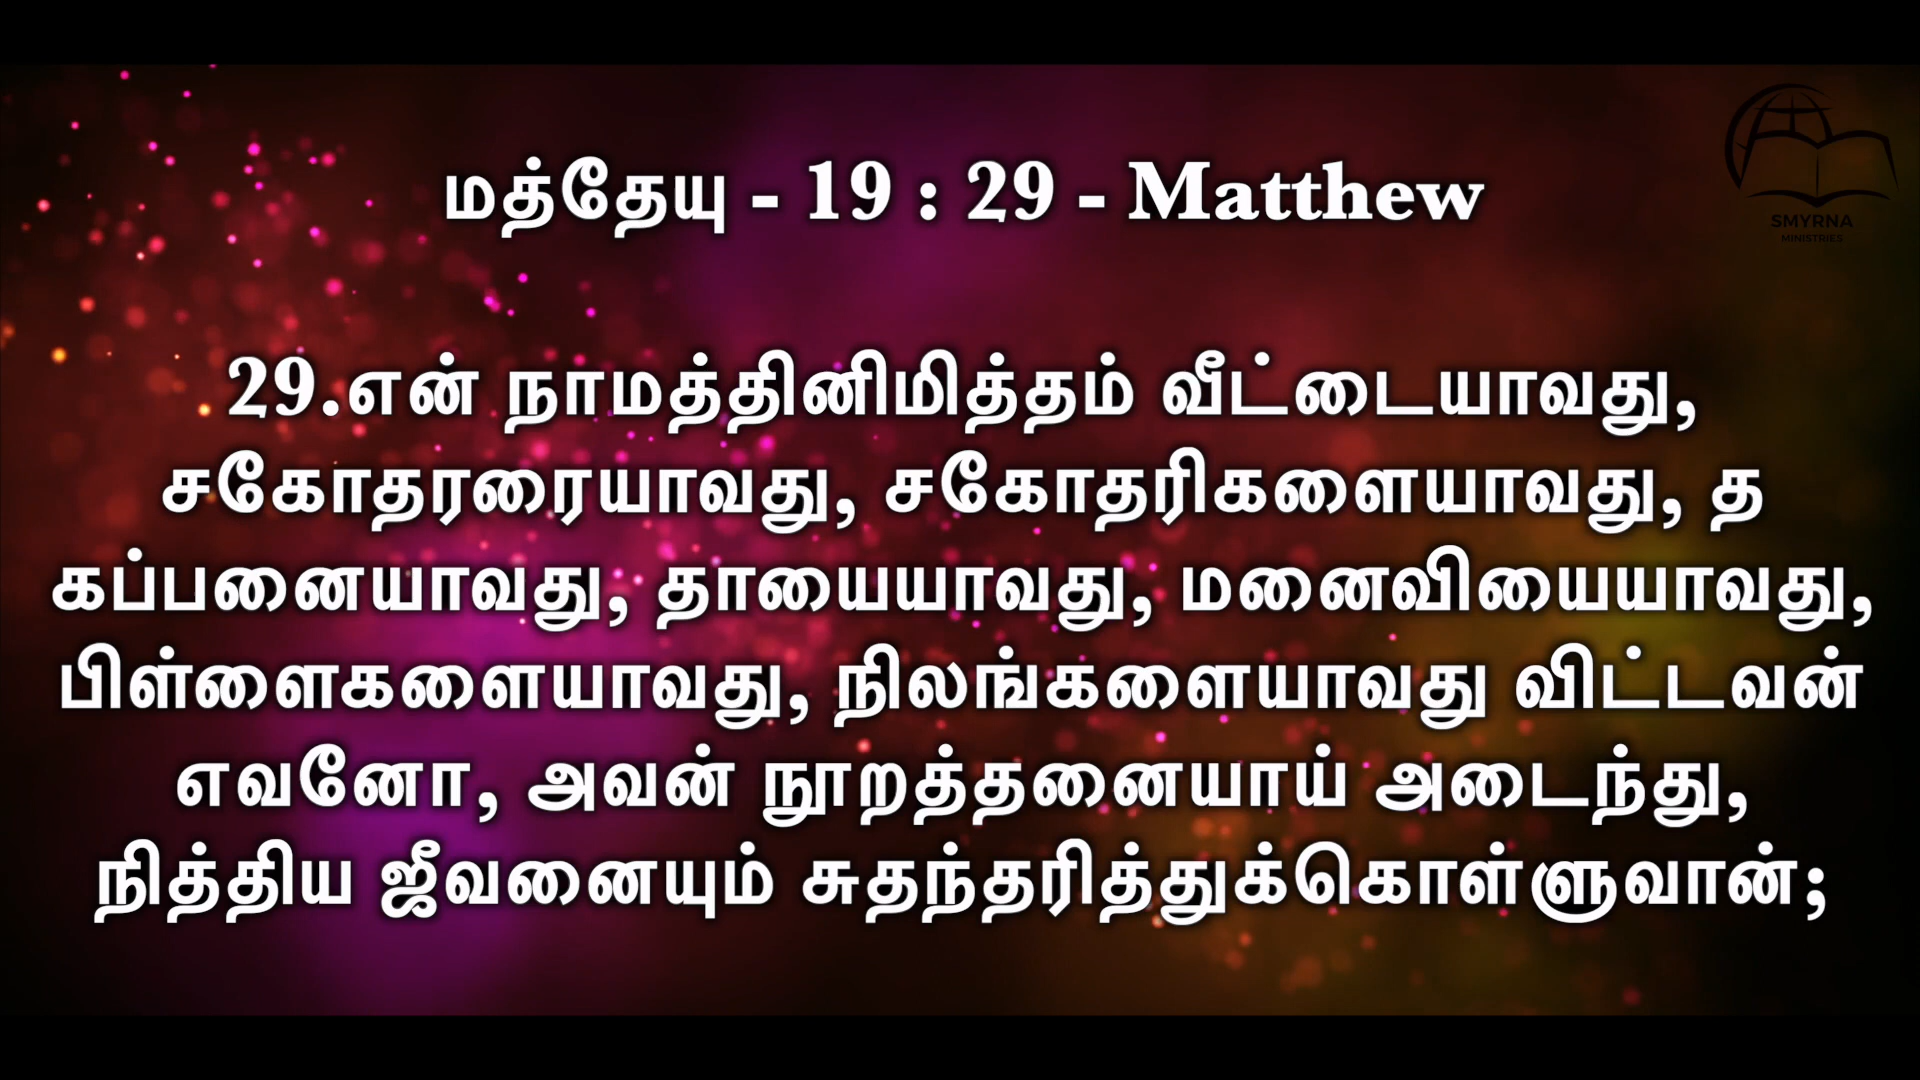 மத்தேயு - 19 : 29 - Matthew
SMYRNA
MINISTRIES
29.என் நாமத்தினிமித்தம் வீட்டையாவது,
சகோதரரையாவது, சகோதரிகளையாவது, த
கப்பனையாவது, தாயையாவது, மனைவியையாவது,
பிள்ளைகளையாவது, நிலங்களையாவது விட்டவன்
எவனோ, அவன் நூறத்தனையாய் அடைந்து,
நித்திய ஜீவனையும் சுதந்தரித்துக்கொள்ளுவான்;